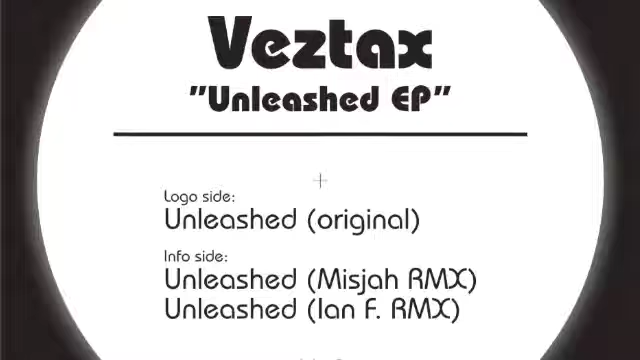 Veztax
"Unleashed EP"
Logo side:
Unleashed (original)
Info side:
Unleashed (Misjah RMX)
Unleashed (Ian F. RMX)